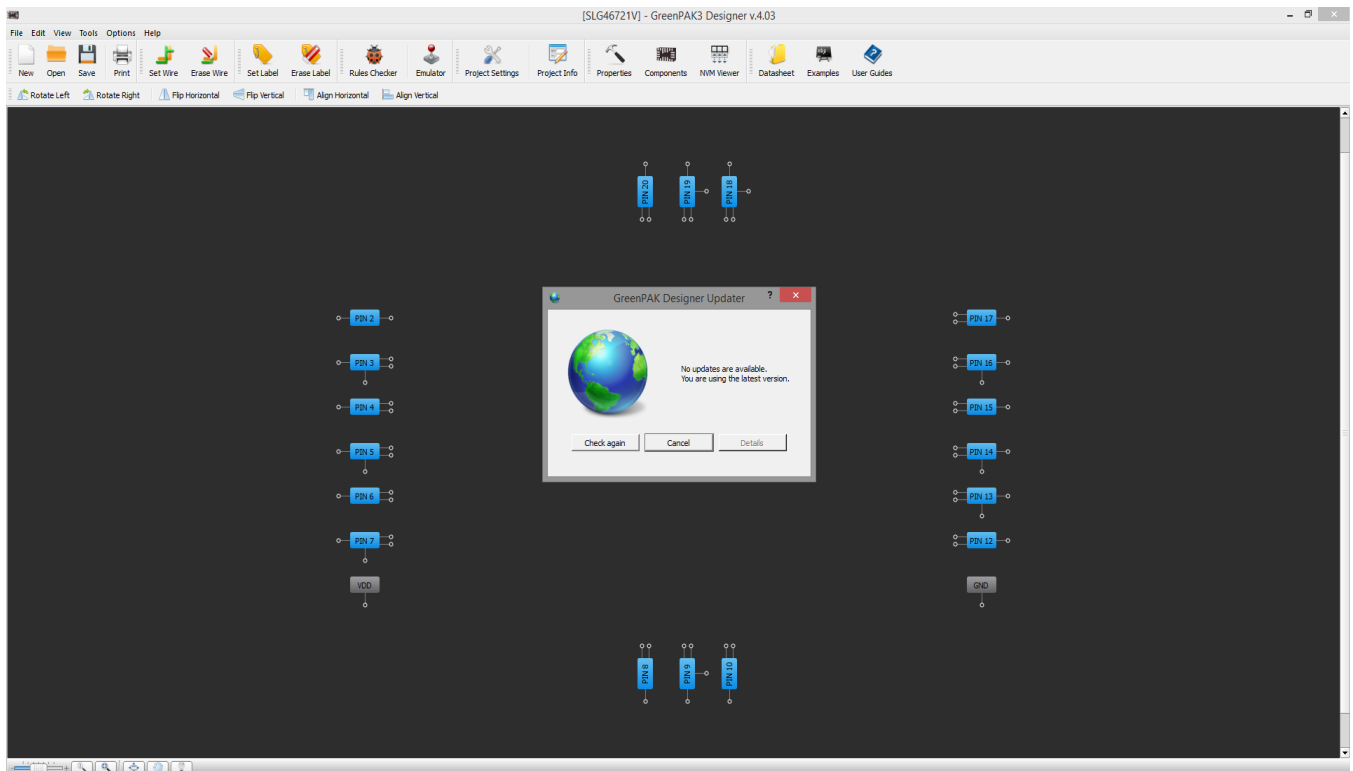 [SLG46721V] - GreenPAK3 Designer v.4.03
File Edit View Tools Options Help
New Open Save Print Set Wire Erase Wire Set Label Erase Label Rules Checker Emulator Project Settings Project Info Properties Components NVM Viewer Datasheet Examples User Guides
Rotate Left Rotate Right Flip Horizontal Flip Vertical Align Horizontal Align Vertical
PIN 20 PIN 19 PIN 18
GreenPAK Designer Updater ?
PIN 2 PIN 17
PIN 3 PIN 16
No updates are available.
You are using the latest version.
PIN 4 PIN 15
Check again Cancel Details
PIN 5 PIN 14
PIN 6 PIN 13
PIN 7 PIN 12
VDD GND
PIN 8 PIN 9 PIN 10